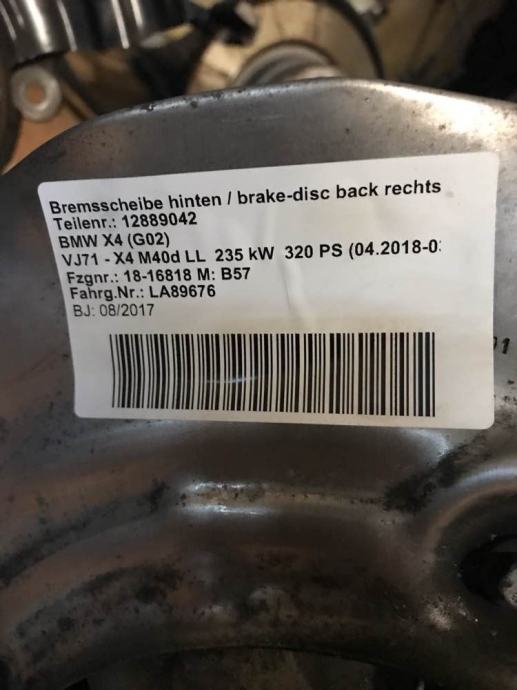 Bremsscheibe hinten / brake-disc back rechts
Teilenr.: 12889042
BMW X4 (G02)
VJ71 - X4 M40d LL 235 kW 320 PS (04.2018-0
Fzgnr.: 18-16818 M: B57
Fahrg.Nr.: LA89676
BJ: 08/2017